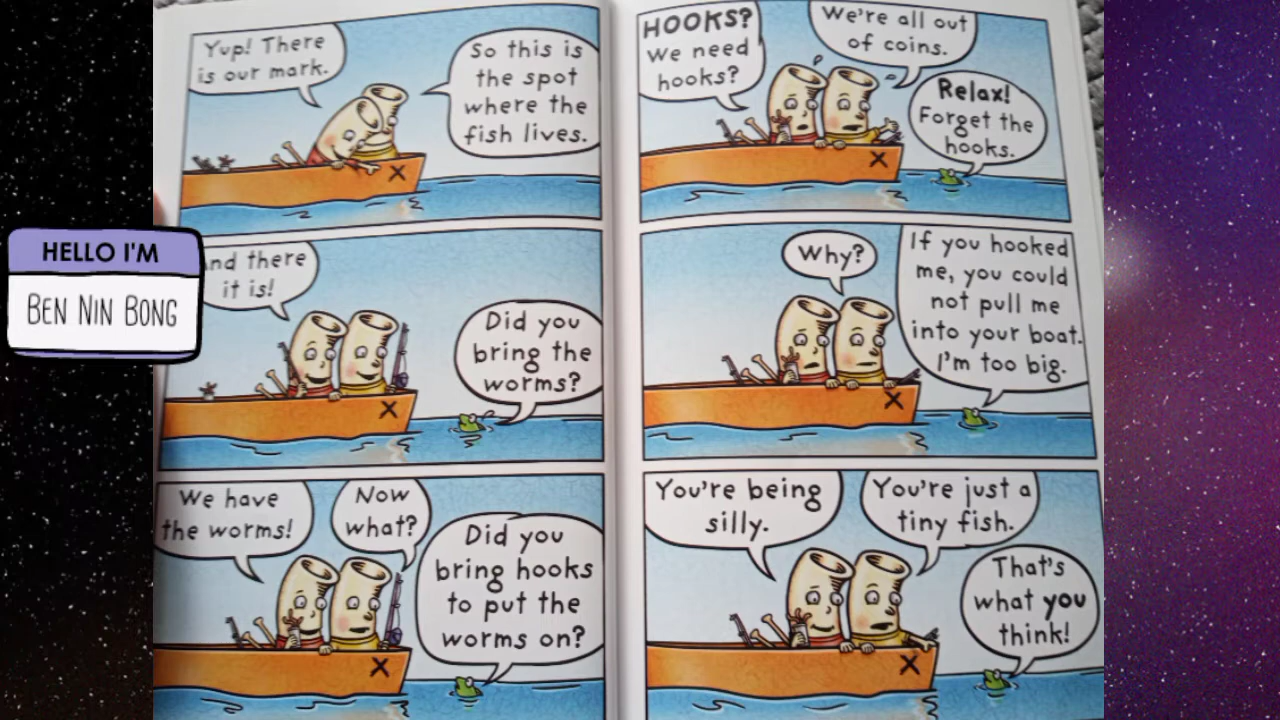 HELLO I'M
BEN NIN BONG
Yup! There
is our mark.
So this is
the spot
where the
fish lives.
nd there
it is!
Did you
bring the
worms?
We have
the worms!
Now
what?
Did you
bring hooks
to put the
worms on?
HOOKS?
We need
hooks?
We're all out
of coins.
Relax!
Forget the
hooks.
Why?
If you hooked
me, you could
not pull me
into your boat.
I'm too big.
You're being
silly.
You're just a
tiny fish.
That's
what you
think!